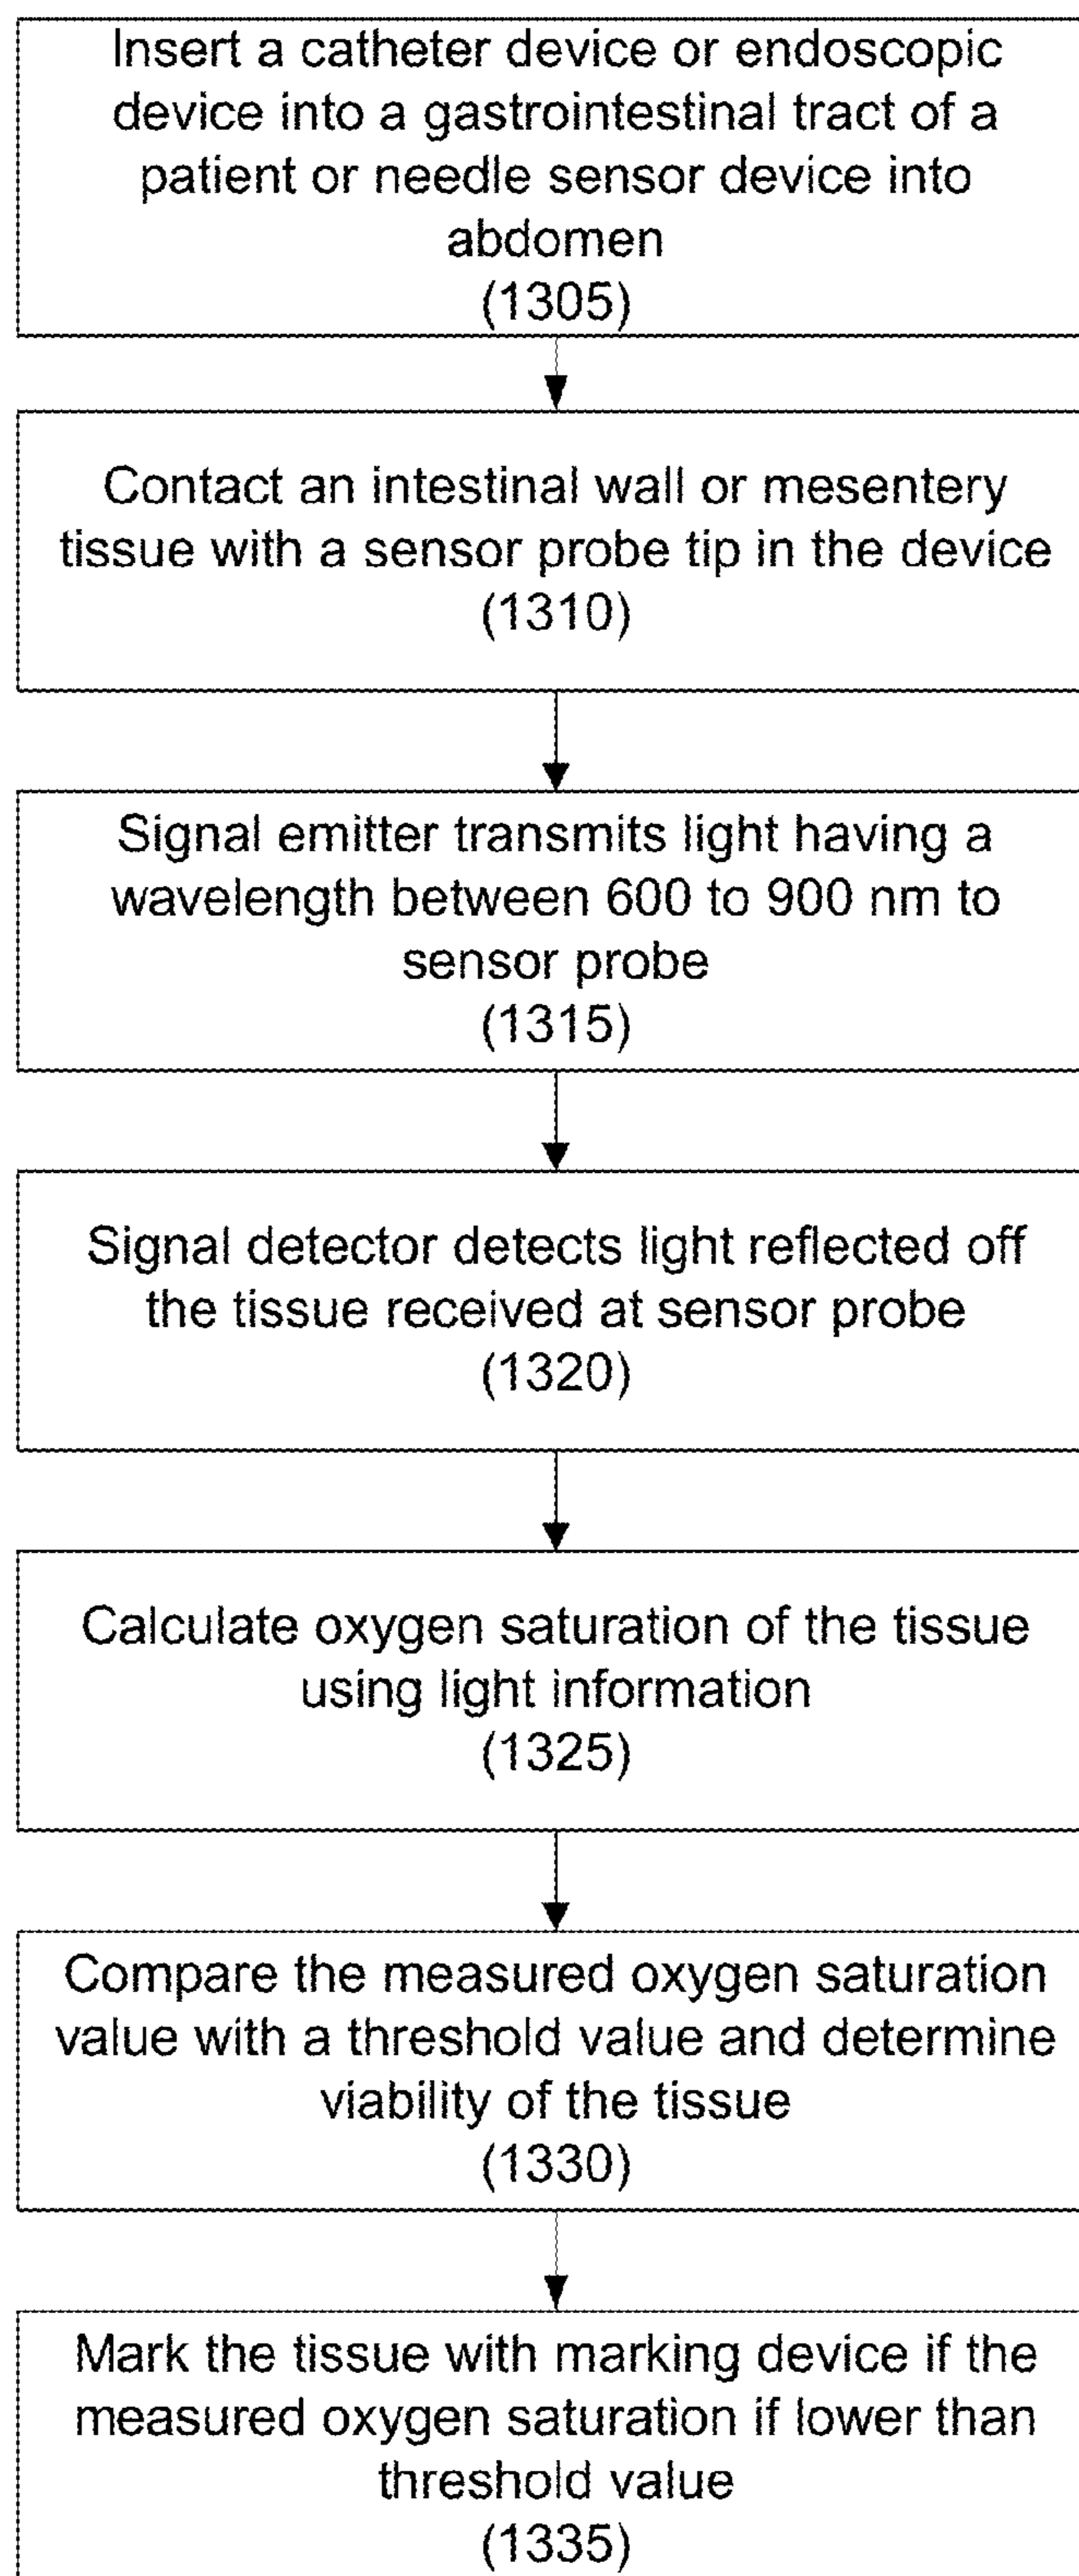 Insert a catheter device or endoscopic
device into a gastrointestinal tract of a
patient or needle sensor device into
abdomen
(1305)
Contact an intestinal wall or mesentery
tissue with a sensor probe tip in the device
(1310)
Signal emitter transmits light having a
wavelength between 600 to 900 nm to
sensor probe
(1315)
Signal detector detects light reflected off
the tissue received at sensor probe
(1320)
Calculate oxygen saturation of the tissue
using light information
(1325)
Compare the measured oxygen saturation
value with a threshold value and determine
viability of the tissue
(1330)
Mark the tissue with marking device if the
measured oxygen saturation if lower than
threshold value
(1335)